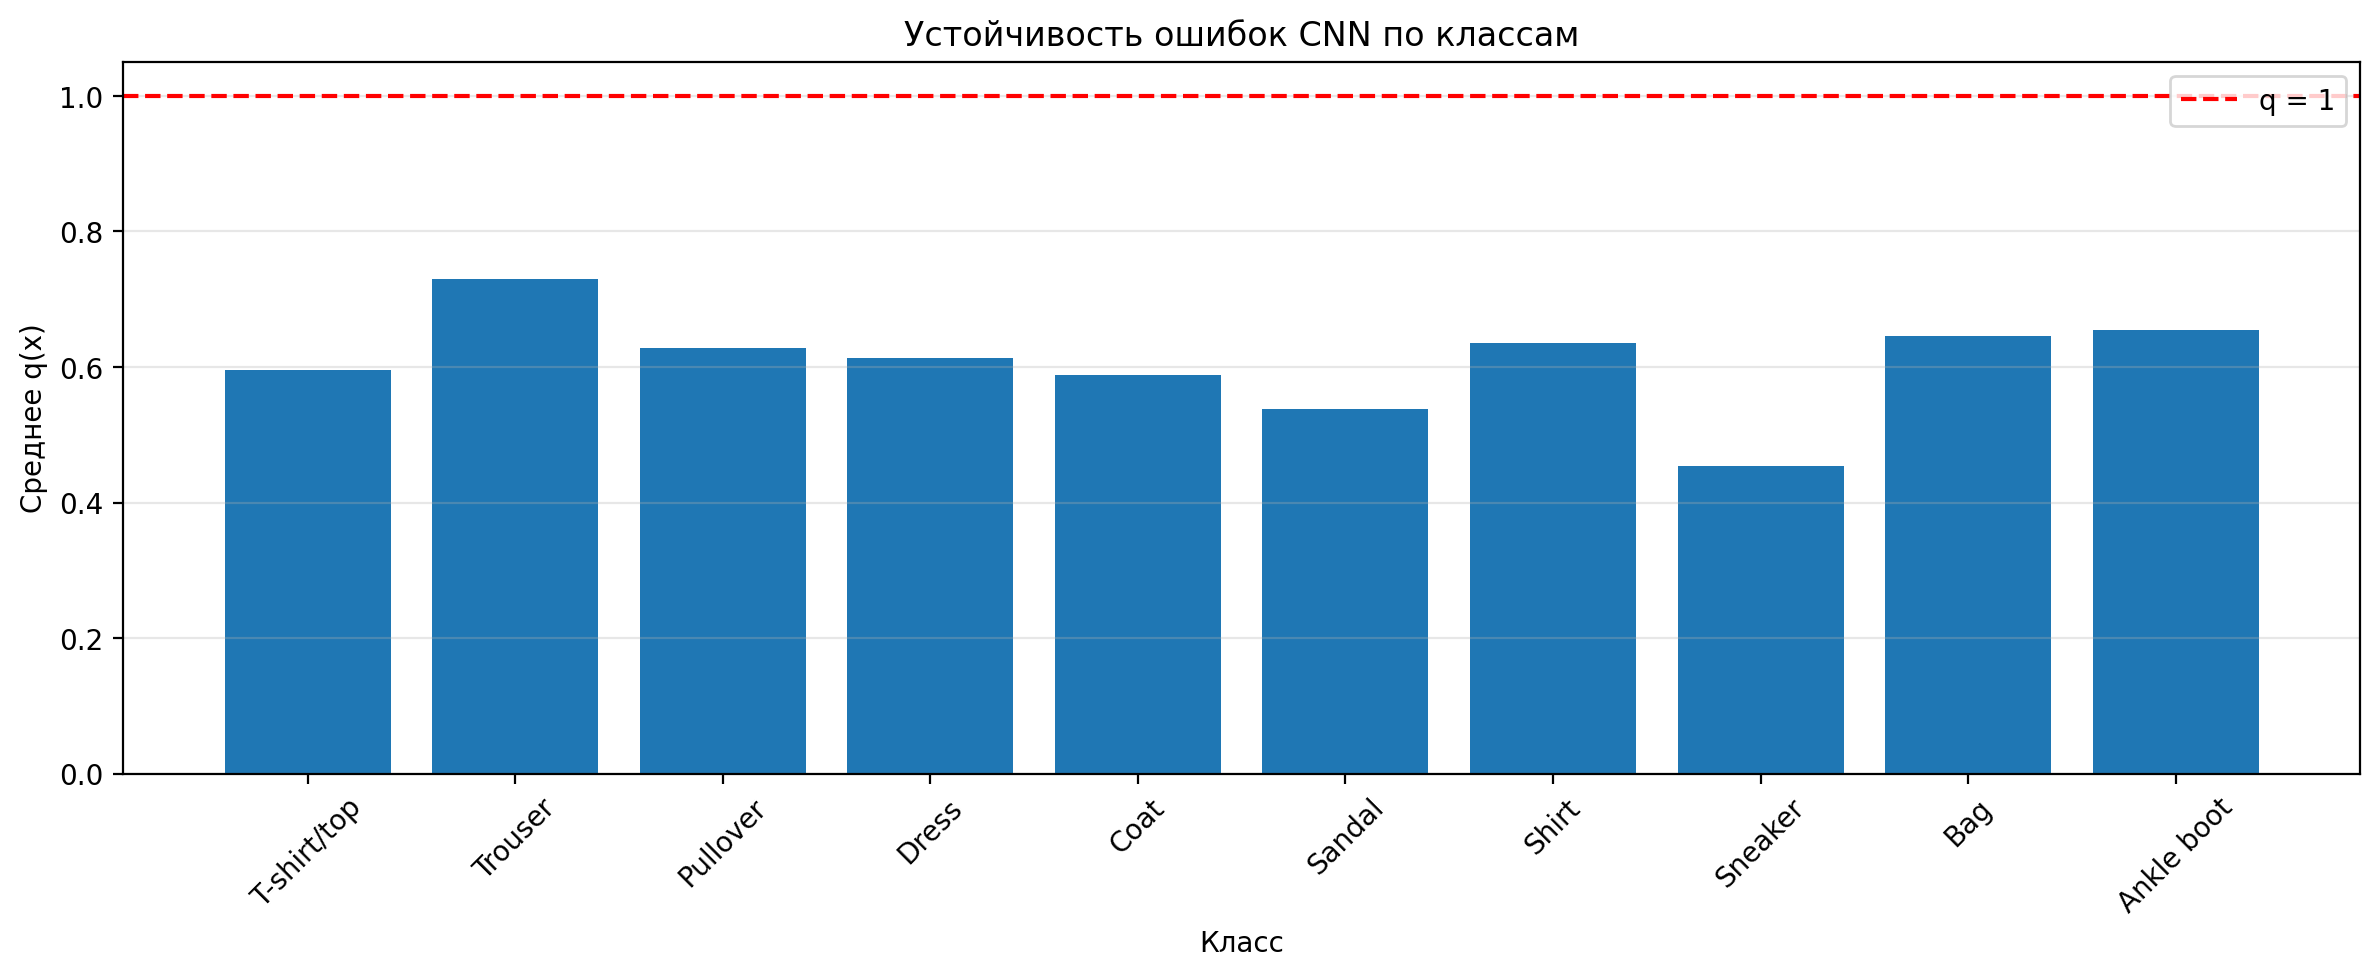 Устойчивость ошибок CNN по классам
q = 1
Среднее q(x)
1.0
0.8
0.6
0.4
0.2
0.0
T-shirt/top
Trouser
Pullover
Dress
Coat
Sandal
Shirt
Sneaker
Bag
Ankle boot
Класс